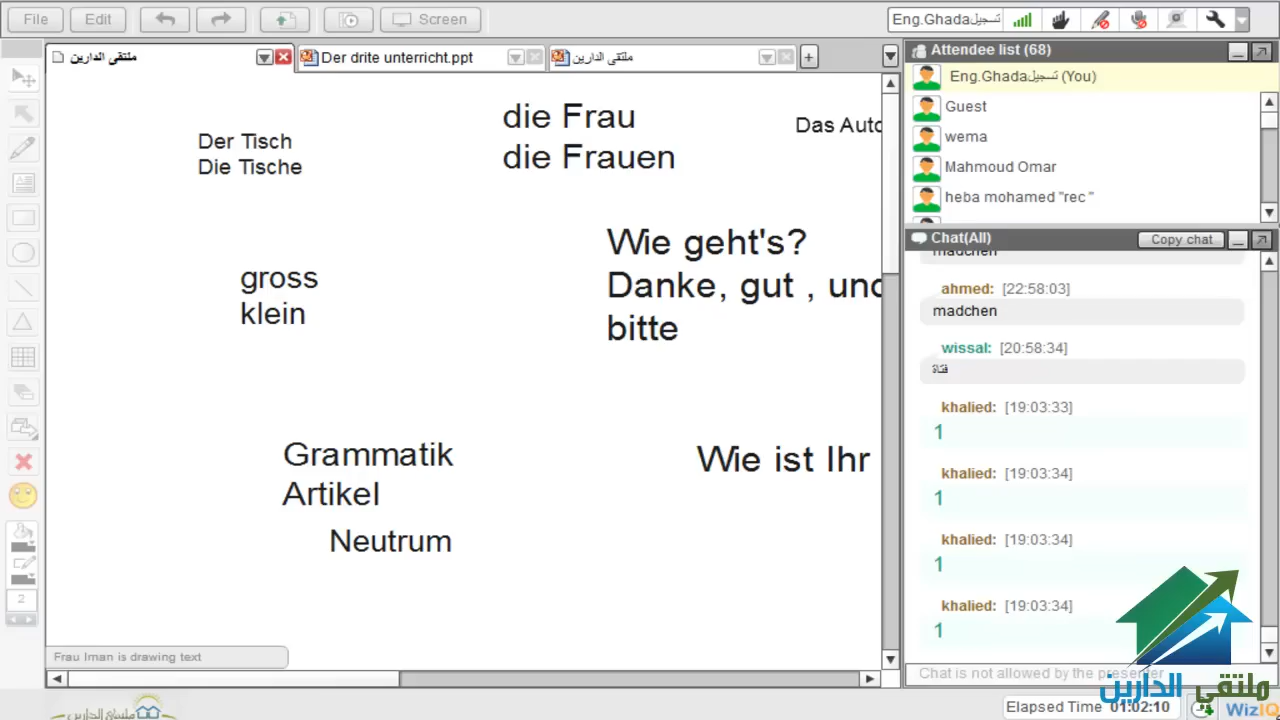 File
Edit
Screen
Eng.Ghadaتسجيل
ملتقى الدارين
Der drite unterricht.ppt
ملتقى الدارين
Attendee list (68)
Eng.Ghadaتسجيل (You)
Guest
wema
Mahmoud Omar
heba mohamed "rec "
Der Tisch
Die Tische
die Frau
die Frauen
Das Auto
gross
klein
Wie geht's?
Danke, gut , und
bitte
Grammatik
Artikel
Neutrum
Wie ist Ihr
Chat(All)
Copy chat
madchen
ahmed: [22:58:03]
madchen
wissal: [20:58:34]
فتاة
khalied: [19:03:33]
1
khalied: [19:03:34]
1
khalied: [19:03:34]
1
khalied: [19:03:34]
1
2
Frau Iman is drawing text
Chat is not allowed by the presenter
ملتقى الدارين
ملتقى الدارين
Elapsed Time 01:02:10
WizIQ